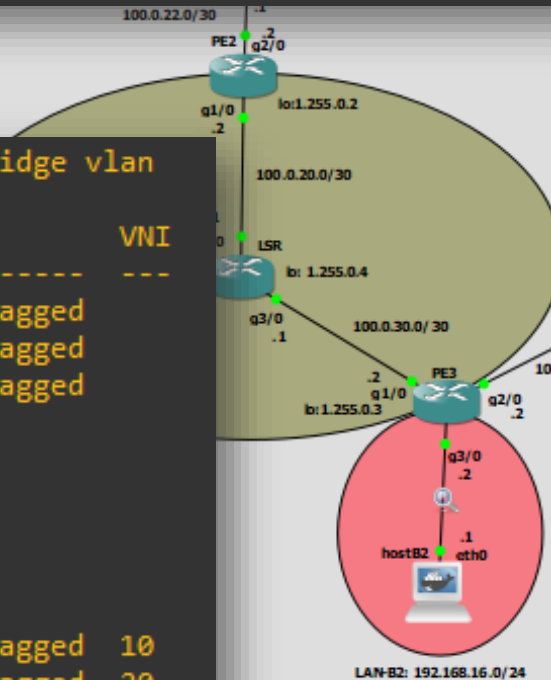 100.0.22.0/30
.1
.2
PE2
g2/0
lo:1.255.0.2
g1/0
.2
idge vlan
100.0.20.0/30
VNI
0
LSR
----- ---
lo: 1.255.0.4
agged
g3/0
.1
100.0.30.0/ 30
agged
.2
PE3
10
agged
g1/0
g2/0
lo:1.255.0.3
.2
g3/0
.2
.1
hostB2
eth0
agged 10
LAN-B2: 192.168.16.0/24